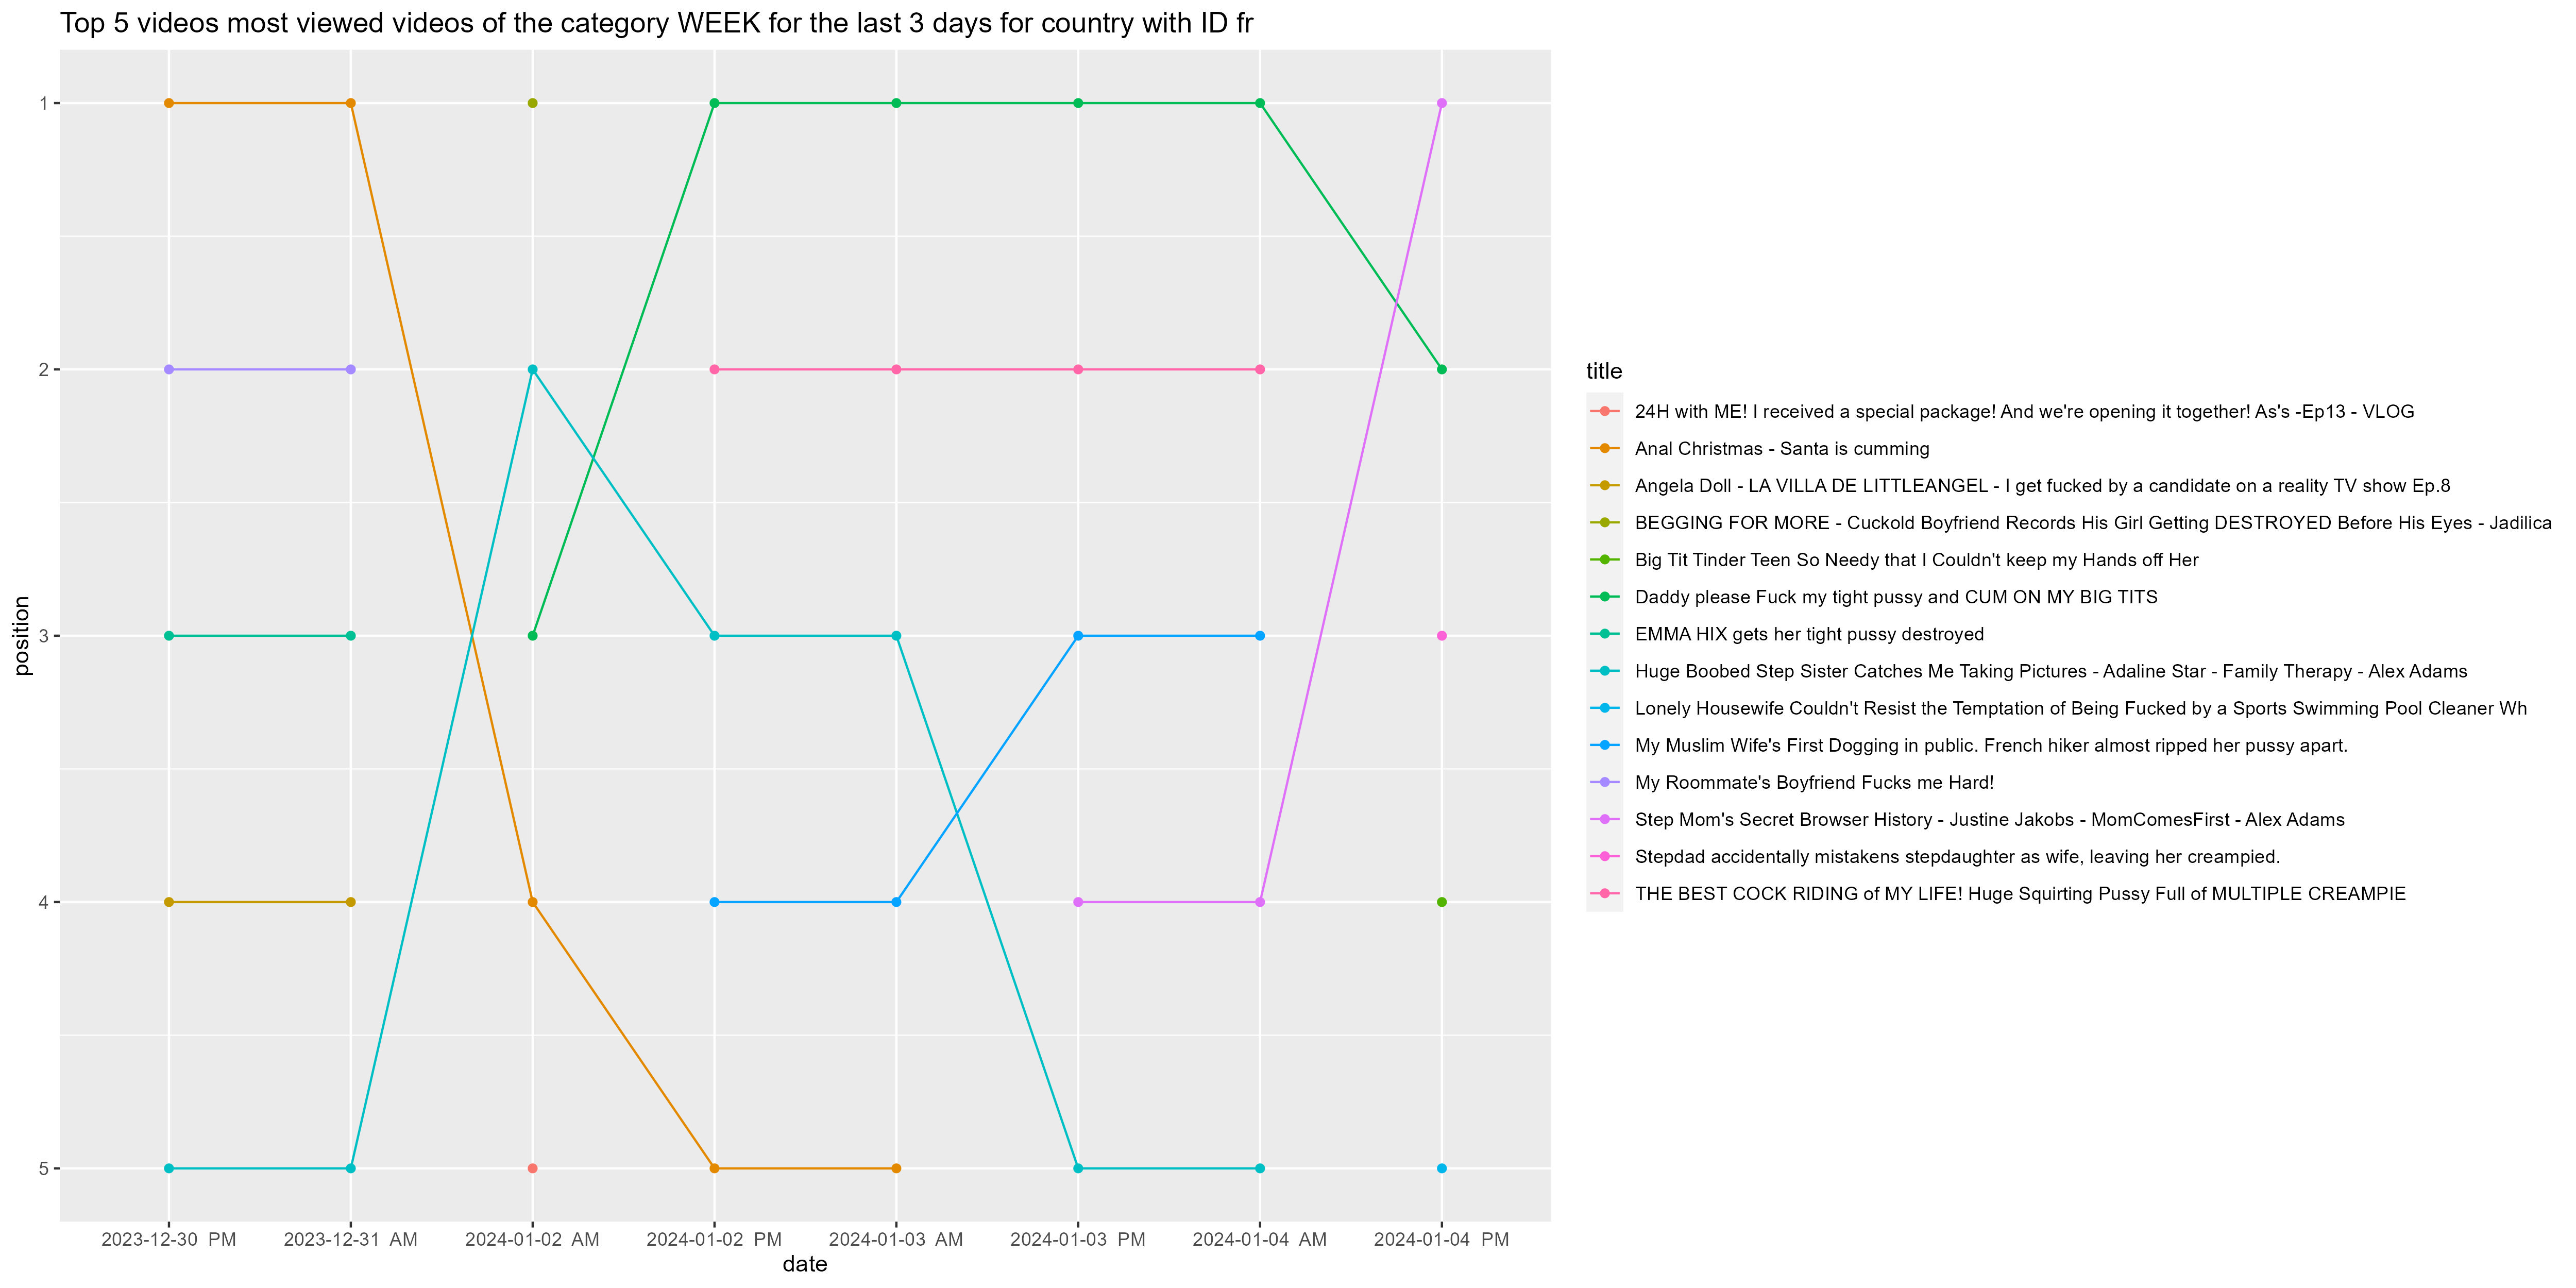 Top 5 videos most viewed videos of the category WEEK for the last 3 days for country with ID fr
position
1
2
3
4
5
2023-12-30 PM
2023-12-31 AM
2024-01-02 AM
2024-01-02 PM
2024-01-03 AM
2024-01-03 PM
2024-01-04 AM
2024-01-04 PM
date
title
24H with ME! I received a special package! And we're opening it together! As's -Ep13 - VLOG
Anal Christmas - Santa is cumming
Angela Doll - LA VILLA DE LITTLEANGEL - I get fucked by a candidate on a reality TV show Ep.8
BEGGING FOR MORE - Cuckold Boyfriend Records His Girl Getting DESTROYED Before His Eyes - Jadilica
Big Tit Tinder Teen So Needy that I Couldn't keep my Hands off Her
Daddy please Fuck my tight pussy and CUM ON MY BIG TITS
EMMA HIX gets her tight pussy destroyed
Huge Boobed Step Sister Catches Me Taking Pictures - Adaline Star - Family Therapy - Alex Adams
Lonely Housewife Couldn't Resist the Temptation of Being Fucked by a Sports Swimming Pool Cleaner Wh
My Muslim Wife's First Dogging in public. French hiker almost ripped her pussy apart.
My Roommate's Boyfriend Fucks me Hard!
Step Mom's Secret Browser History - Justine Jakobs - MomComesFirst - Alex Adams
Stepdad accidentally mistakens stepdaughter as wife, leaving her creampied.
THE BEST COCK RIDING of MY LIFE! Huge Squirting Pussy Full of MULTIPLE CREAMPIE